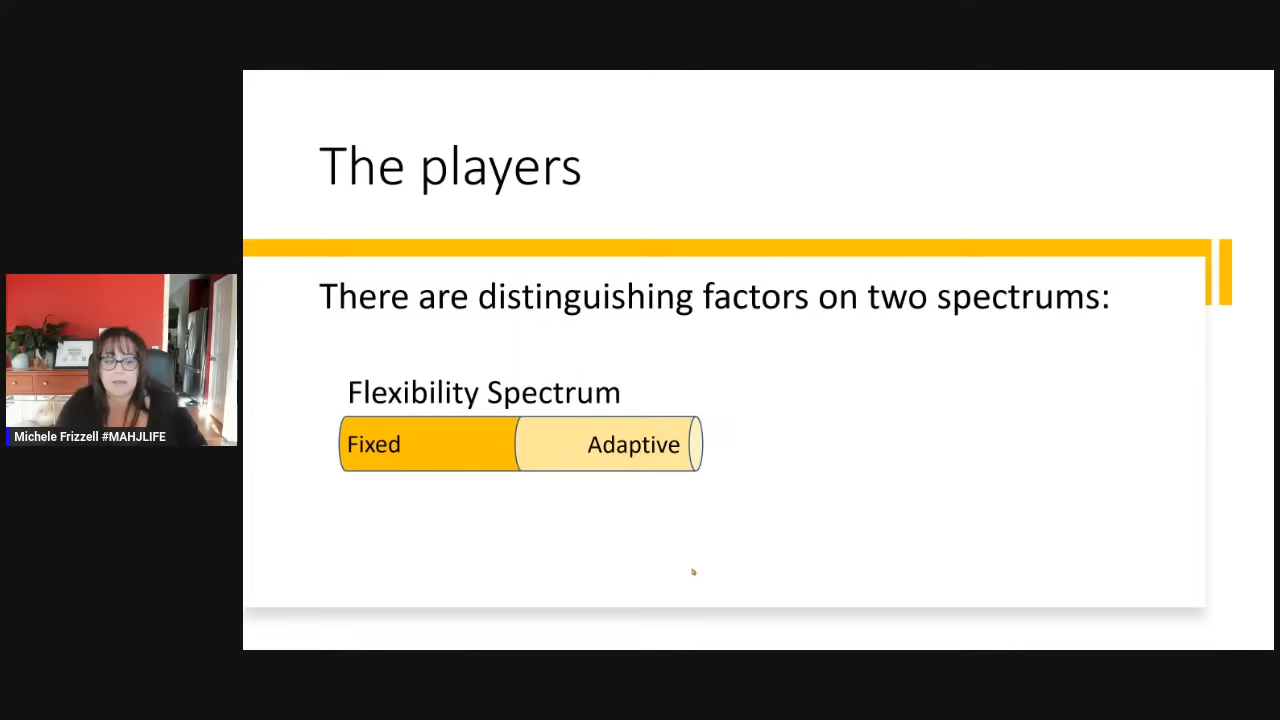 The players
There are distinguishing factors on two spectrums:
Flexibility Spectrum
Fixed
Adaptive
Michele Frizzell #MAHJLIFE